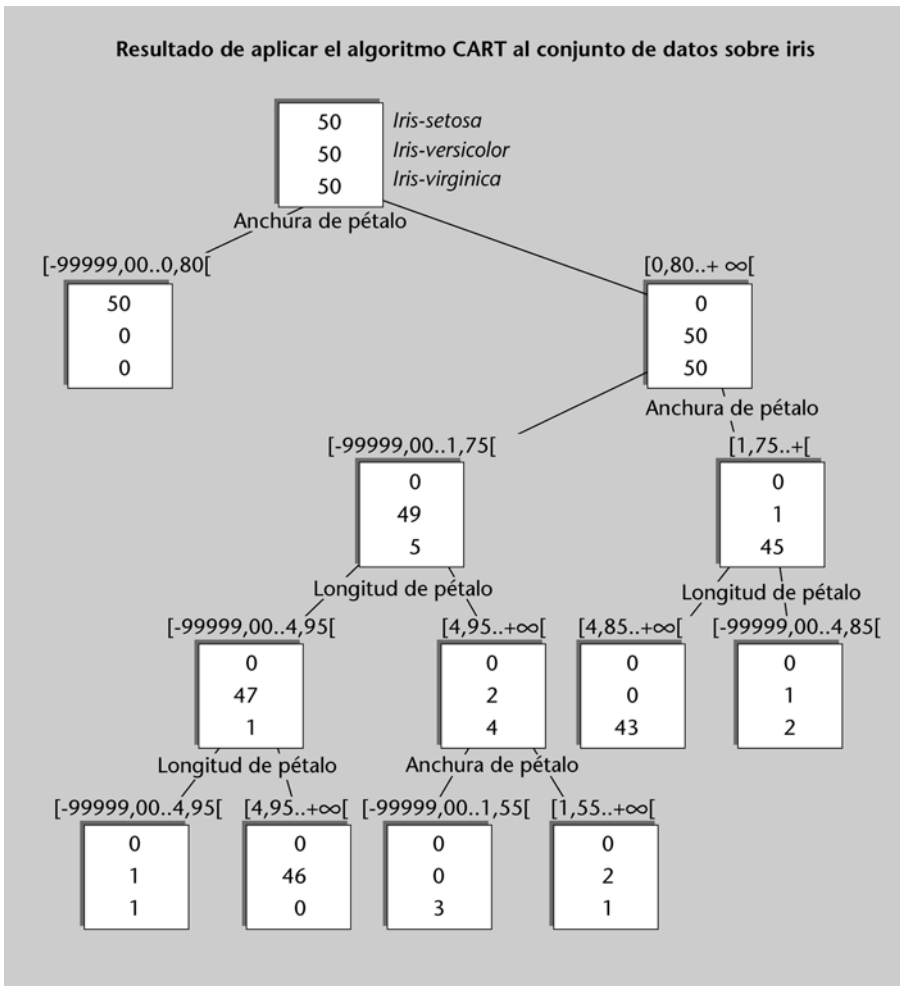 Resultado de aplicar el algoritmo CART al conjunto de datos sobre iris
50 Iris-setosa
50 Iris-versicolor
50 Iris-virginica
Anchura de pétalo
[-99999,00..0,80[ [0,80..+ ∞[
50 0
0 50
0 50
Anchura de pétalo
[-99999,00..1,75[ [1,75..+[
0 0
49 1
5 45
Longitud de pétalo Longitud de pétalo
[-99999,00..4,95[ [4,95..+∞[ [4,85..+∞[ [-99999,00..4,85[
0 0 0 0
47 2 0 1
1 4 43 2
Longitud de pétalo Anchura de pétalo
[-99999,00..4,95[ [4,95..+∞[ [-99999,00..1,55[ [1,55..+∞[
0 0 0 0
1 46 0 2
1 0 3 1